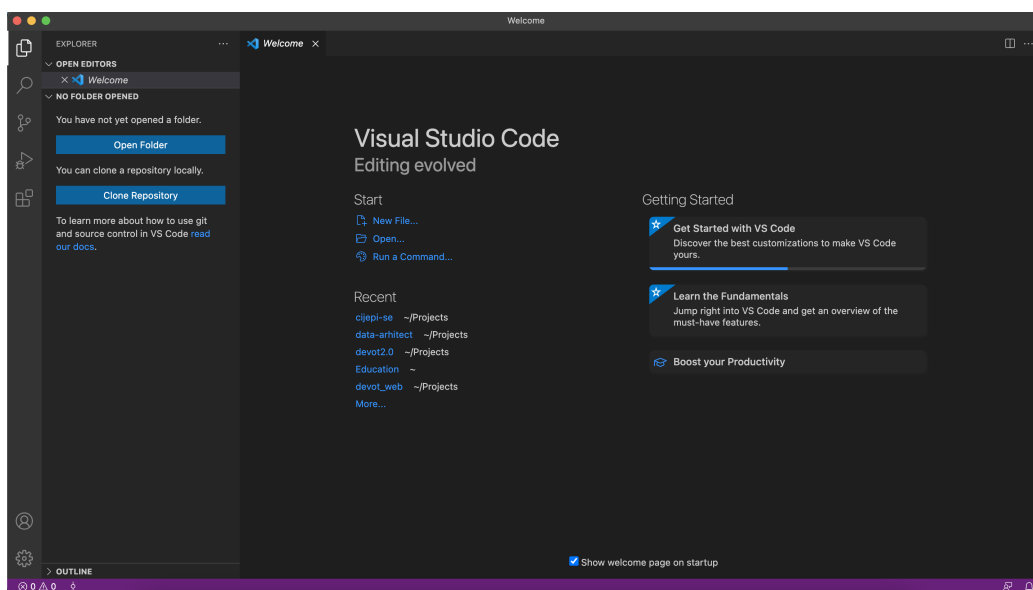 Welcome
EXPLORER
Welcome
OPEN EDITORS
Welcome
NO FOLDER OPENED
You have not yet opened a folder.
Open Folder
You can clone a repository locally.
Clone Repository
To learn more about how to use git
and source control in VS Code read
our docs.
OUTLINE
Visual Studio Code
Editing evolved
Start
New File...
Open...
Run a Command...
Recent
cijepi-se ~/Projects
data-arhitect ~/Projects
devot2.0 ~/Projects
Education ~
devot_web ~/Projects
More...
Getting Started
Get Started with VS Code
Discover the best customizations to make VS Code
yours.
Learn the Fundamentals
Jump right into VS Code and get an overview of the
must-have features.
Boost your Productivity
Show welcome page on startup
0 0